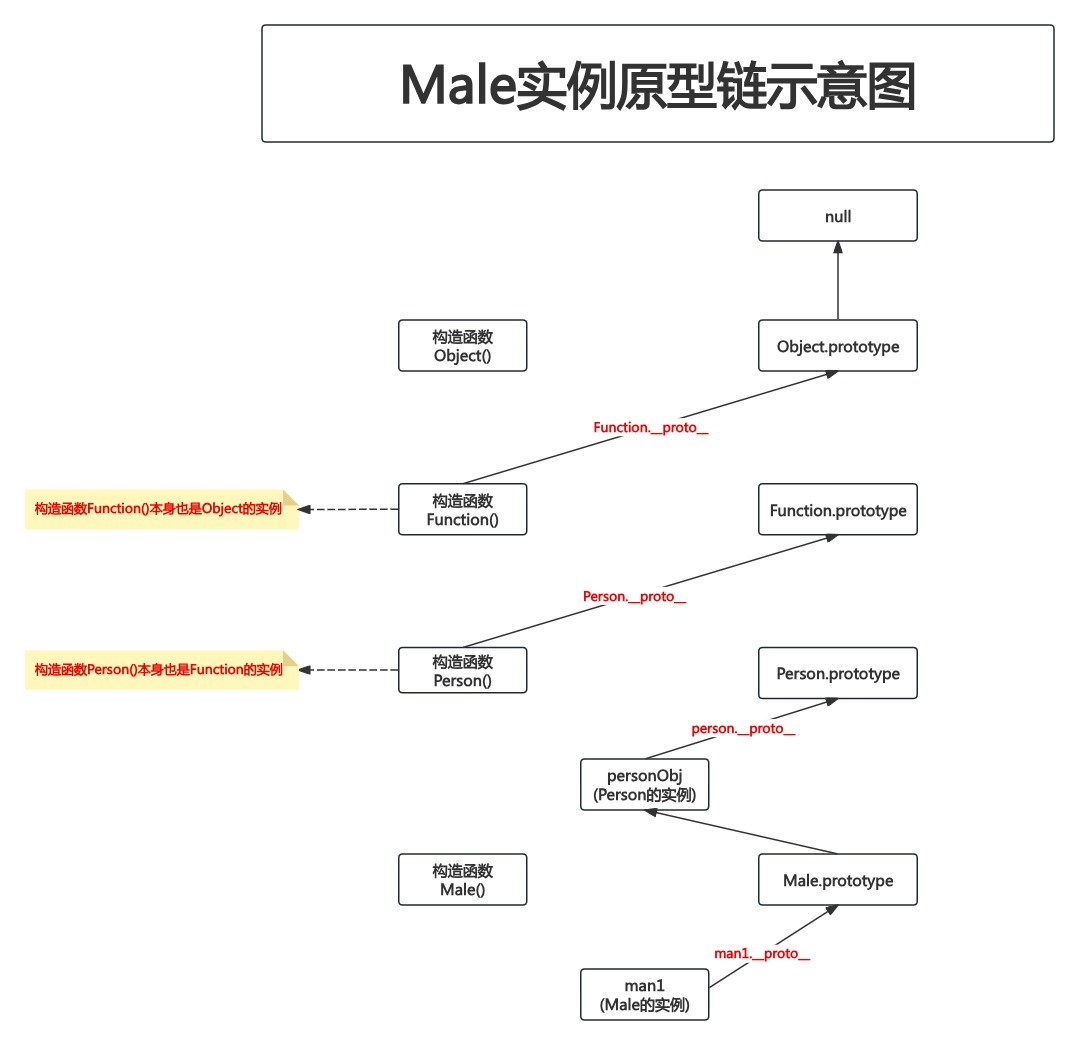 Male实例原型链示意图
null
构造函数
Object()
Object.prototype
Function.__proto__
构造函数Function()本身也是Object的实例
构造函数
Function()
Function.prototype
Person.__proto__
构造函数Person()本身也是Function的实例
构造函数
Person()
Person.prototype
person.__proto__
personObj
(Person的实例)
构造函数
Male()
Male.prototype
man1.__proto__
man1
(Male的实例)